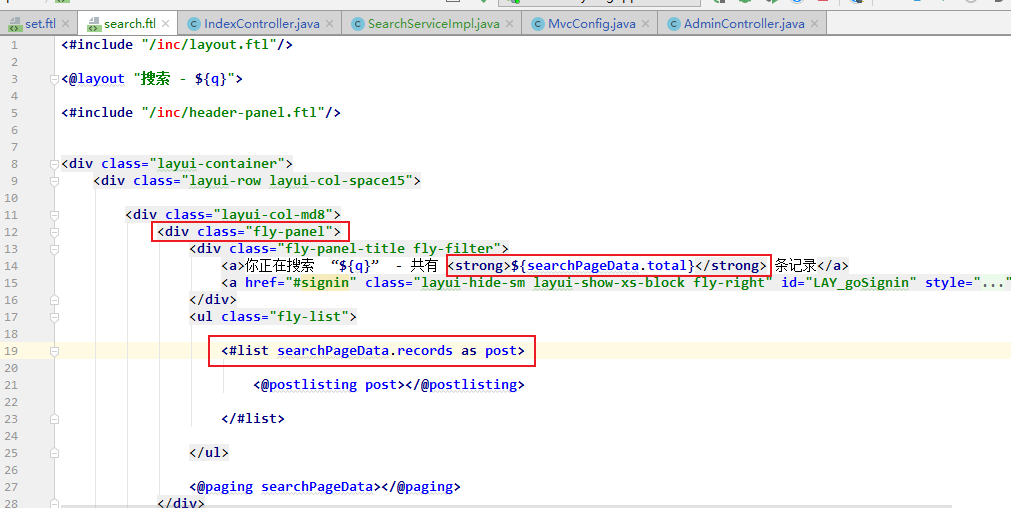 set.ftl search.ftl IndexController.java SearchServiceImpl.java MvcConfig.java AdminController.java
1 <#include "/inc/layout.ftl"/>
2
3 <@layout "搜索 - ${q}">
4
5 <#include "/inc/header-panel.ftl"/>
6
7
8 <div class="layui-container">
9 <div class="layui-row layui-col-space15">
10
11 <div class="layui-col-md8">
12 <div class="fly-panel">
13 <div class="fly-panel-title fly-filter">
14 <a>你正在搜索 “${q}” - 共有 <strong>${searchPageData.total}</strong> 条记录</a>
15 <a href="#signin" class="layui-hide-sm layui-show-xs-block fly-right" id="LAY_goSignin" style="..."
16 </div>
17 <ul class="fly-list">
18
19 <#list searchPageData.records as post>
20
21 <@postlisting post></@postlisting>
22
23 </#list>
24
25 </ul>
26
27 <@paging searchPageData></@paging>
28 </div>